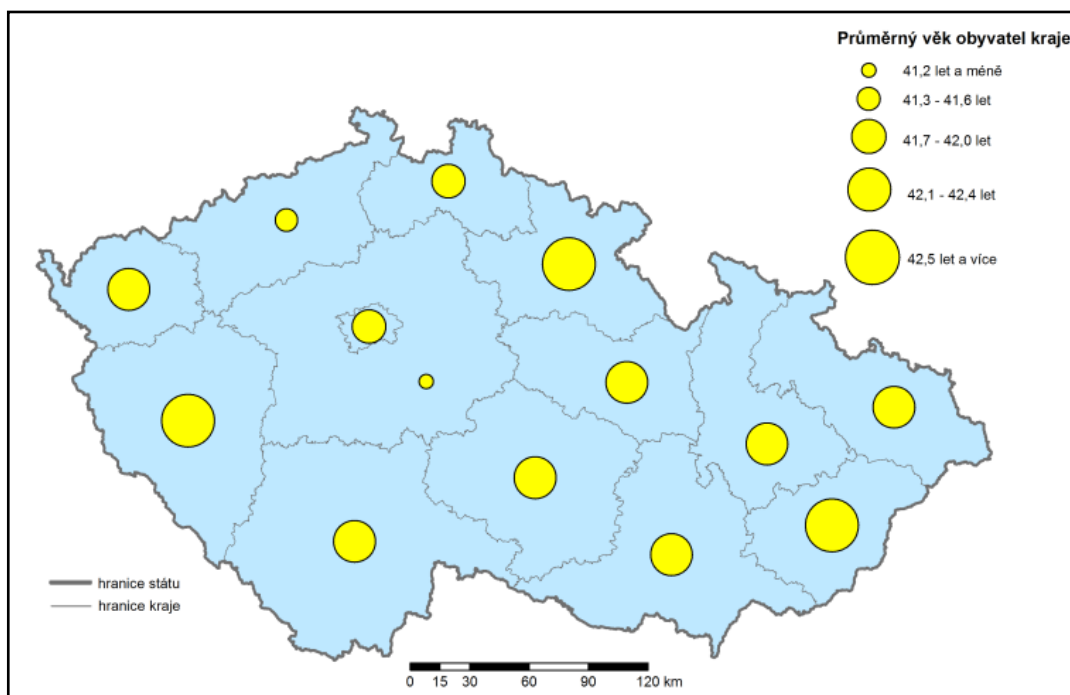 Průměrný věk obyvatel kraje
41,2 let a méně
41,3 - 41,6 let
41,7 - 42,0 let
42,1 - 42,4 let
42,5 let a více
hranice státu
hranice kraje
0 15 30 60 90 120 km